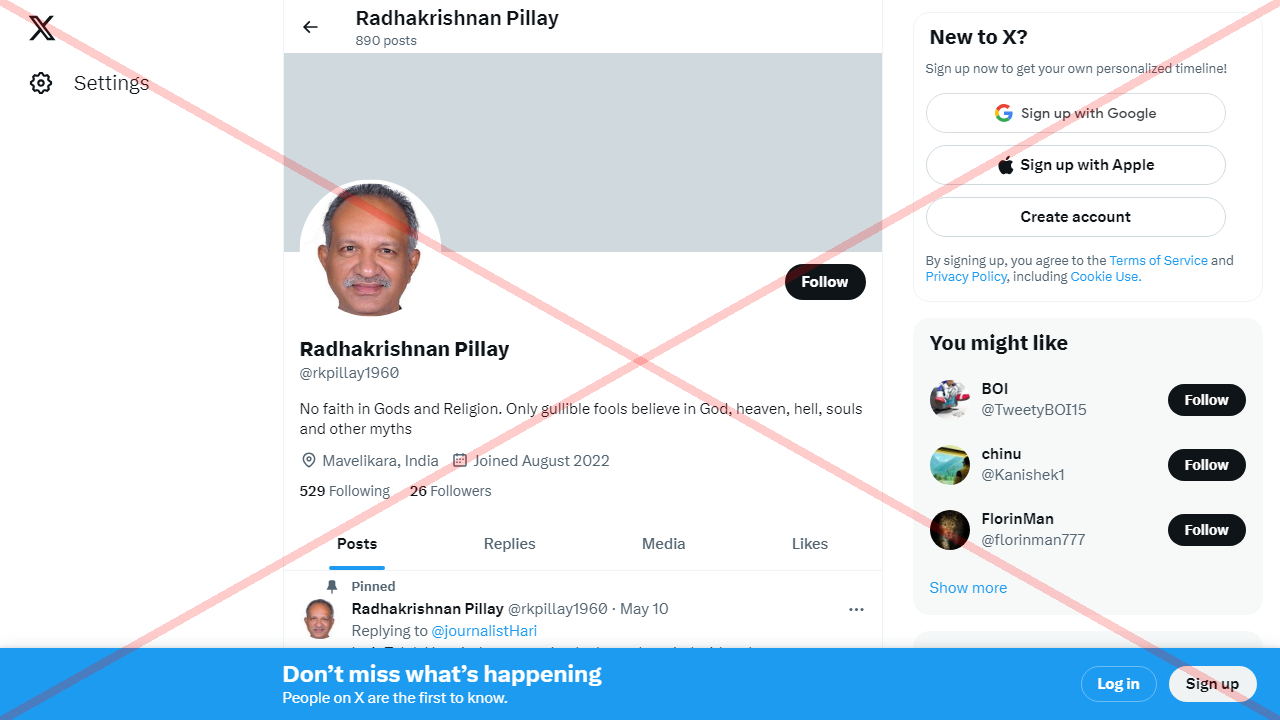 Settings
Radhakrishnan Pillay
890 posts
Follow
Radhakrishnan Pillay
@rkpillay1960
No faith in Gods and Religion. Only gullible fools believe in God, heaven, hell, souls
and other myths
Mavelikara, India Joined August 2022
529 Following 26 Followers
Posts Replies Media Likes
Pinned
Radhakrishnan Pillay @rkpillay1960 · May 10
Replying to @journalistHari
New to X?
Sign up now to get your own personalized timeline!
Sign up with Google
Sign up with Apple
Create account
By signing up, you agree to the Terms of Service and
Privacy Policy, including Cookie Use.
You might like
BOI
@TweetyBOI15
Follow
chinu
@Kanishek1
Follow
FlorinMan
@florinman777
Follow
Show more
Don’t miss what’s happening
People on X are the first to know.
Log in
Sign up